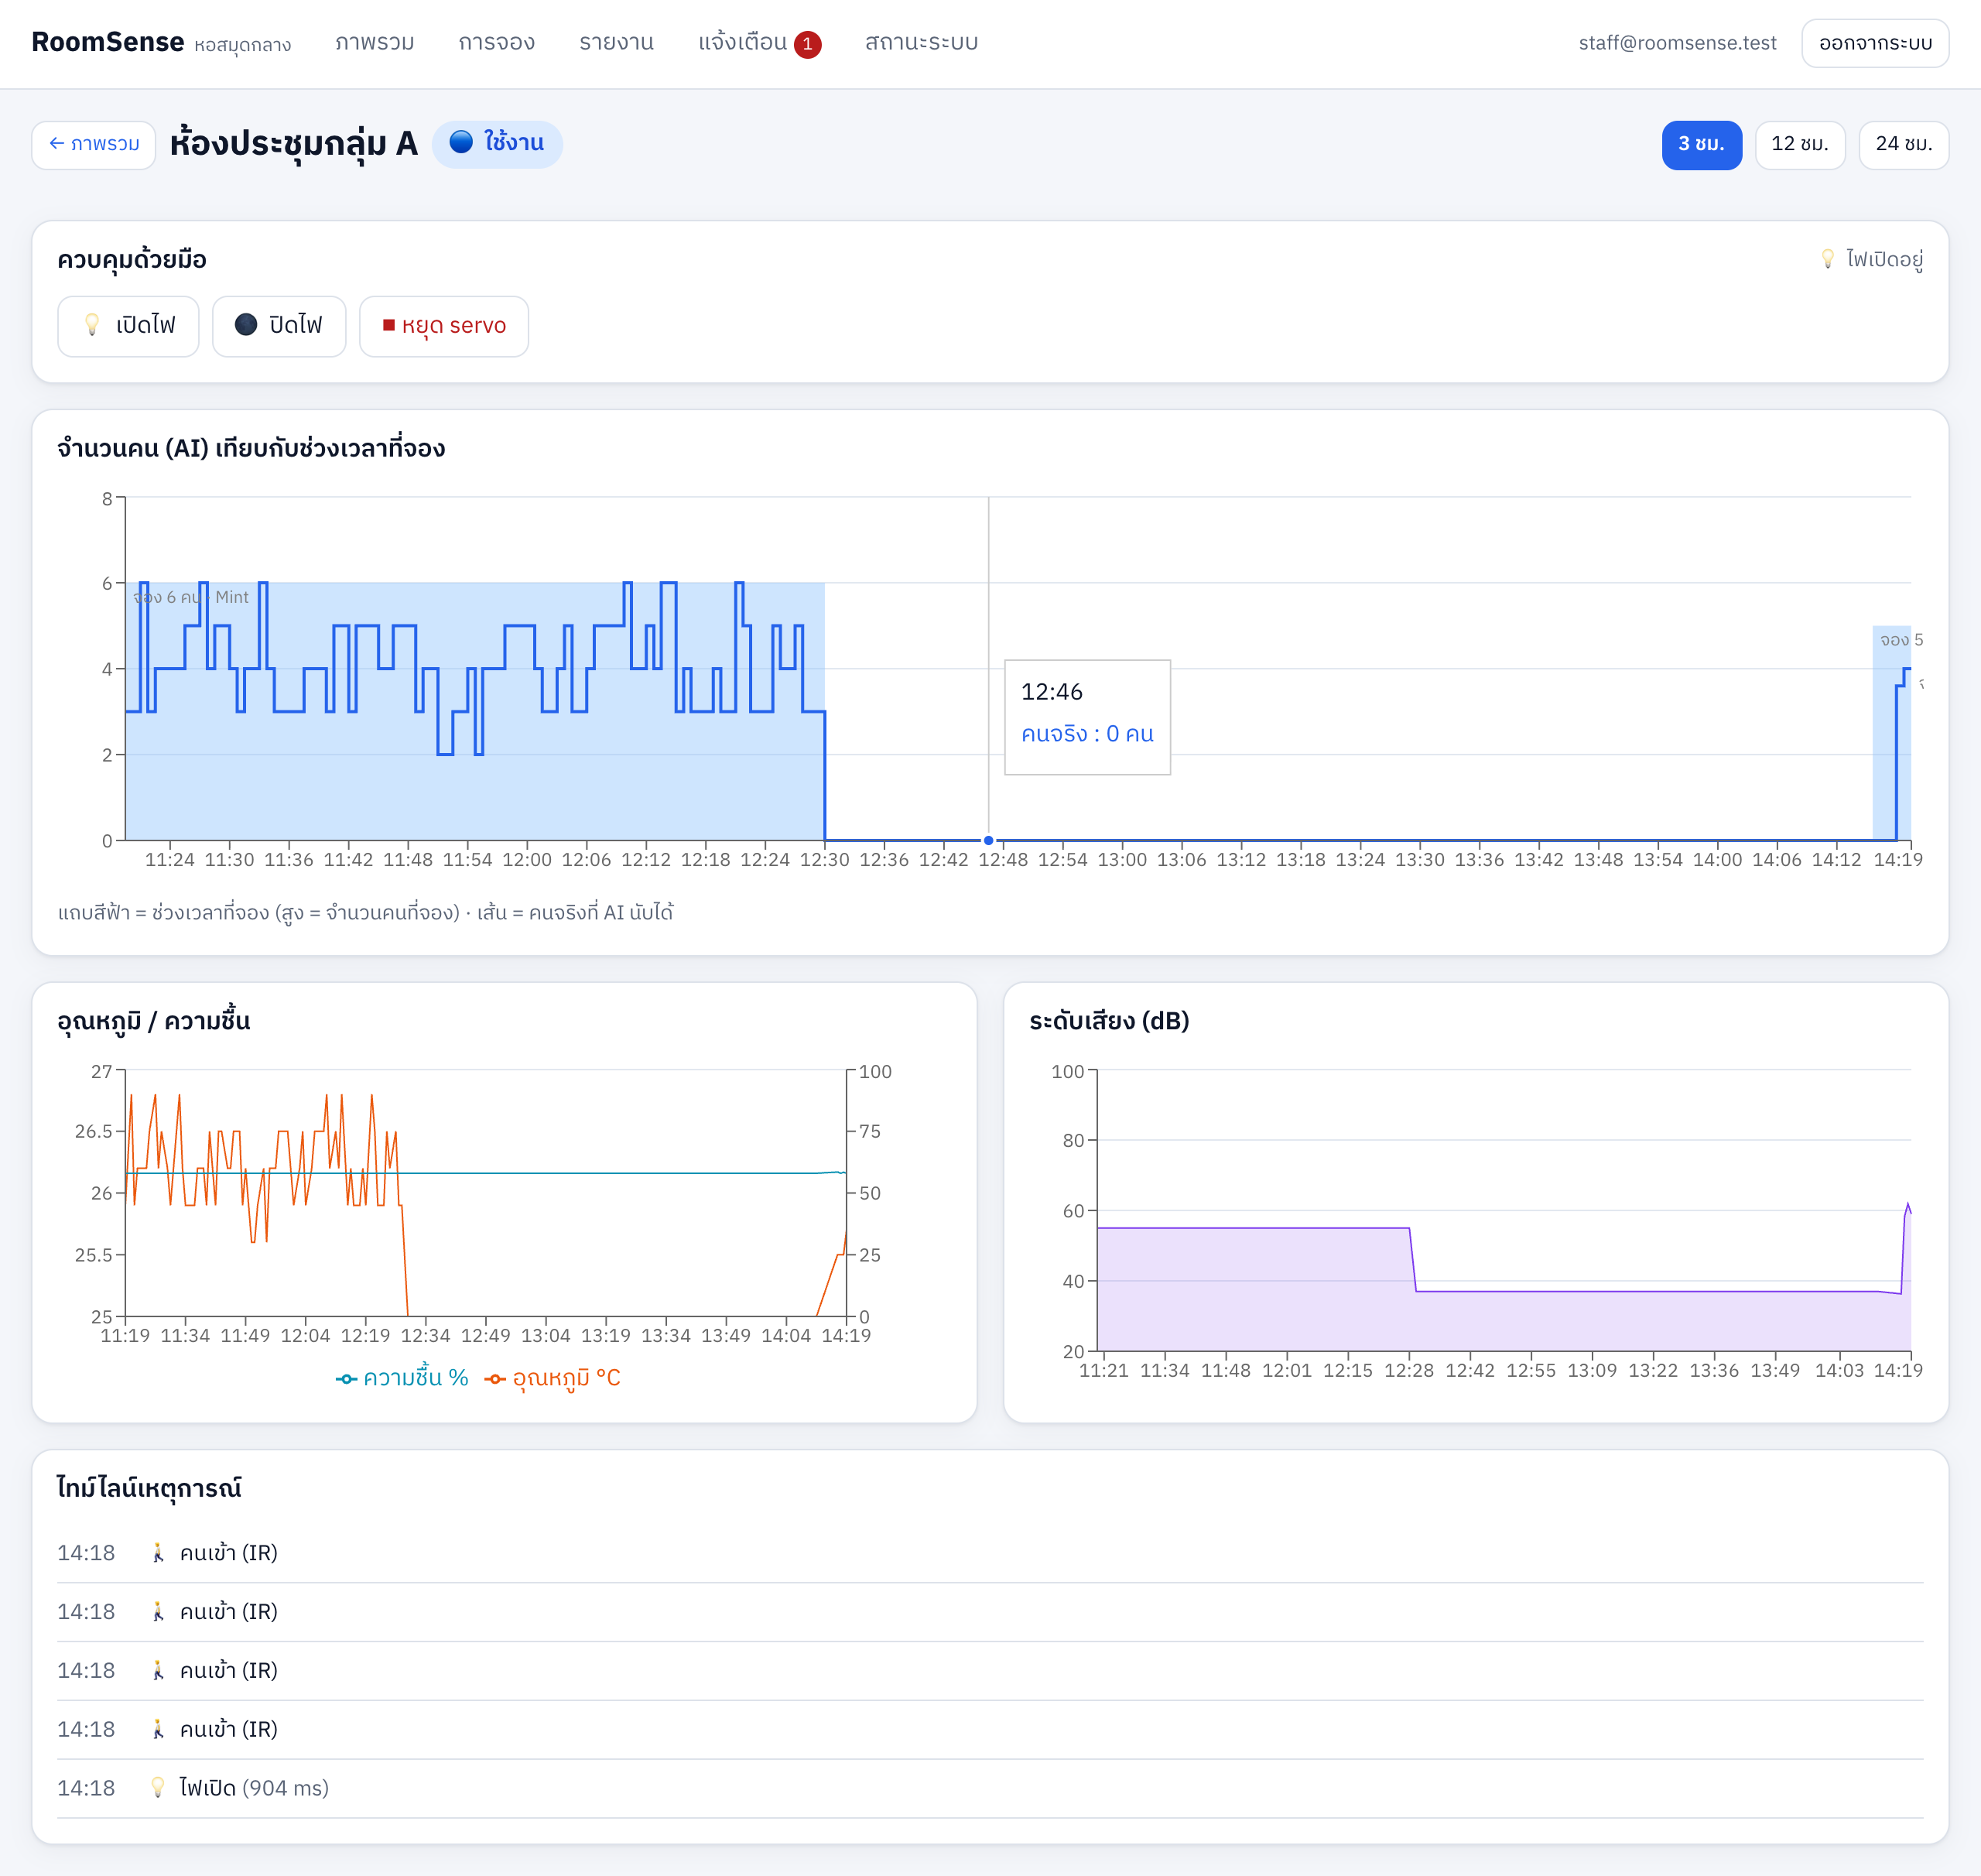 RoomSense หอสมุดกลาง ภาพรวม การจอง รายงาน แจ้งเตือน 1 สถานะระบบ staff@roomsense.test ออกจากระบบ
← ภาพรวม ห้องประชุมกลุ่ม A ใช้งาน 3 ชม. 12 ชม. 24 ชม.
ควบคุมด้วยมือ ไฟเปิดอยู่
เปิดไฟ ปิดไฟ หยุด servo
จำนวนคน (AI) เทียบกับช่วงเวลาที่จอง
8
6
จอง 6 คน · Mint
จอง 5
4
12:46
คนจริง : 0 คน
2
0
11:24 11:30 11:36 11:42 11:48 11:54 12:00 12:06 12:12 12:18 12:24 12:30 12:36 12:42 12:48 12:54 13:00 13:06 13:12 13:18 13:24 13:30 13:36 13:42 13:48 13:54 14:00 14:06 14:12 14:19
แถบสีฟ้า = ช่วงเวลาที่จอง (สูง = จำนวนคนที่จอง) · เส้น = คนจริงที่ AI นับได้
อุณหภูมิ / ความชื้น
27 100
26.5 75
26 50
25.5 25
25 0
11:19 11:34 11:49 12:04 12:19 12:34 12:49 13:04 13:19 13:34 13:49 14:04 14:19
ความชื้น % อุณหภูมิ °C
ระดับเสียง (dB)
100
80
60
40
20
11:21 11:34 11:48 12:01 12:15 12:28 12:42 12:55 13:09 13:22 13:36 13:49 14:03 14:19
ไทม์ไลน์เหตุการณ์
14:18 คนเข้า (IR)
14:18 คนเข้า (IR)
14:18 คนเข้า (IR)
14:18 คนเข้า (IR)
14:18 ไฟเปิด (904 ms)